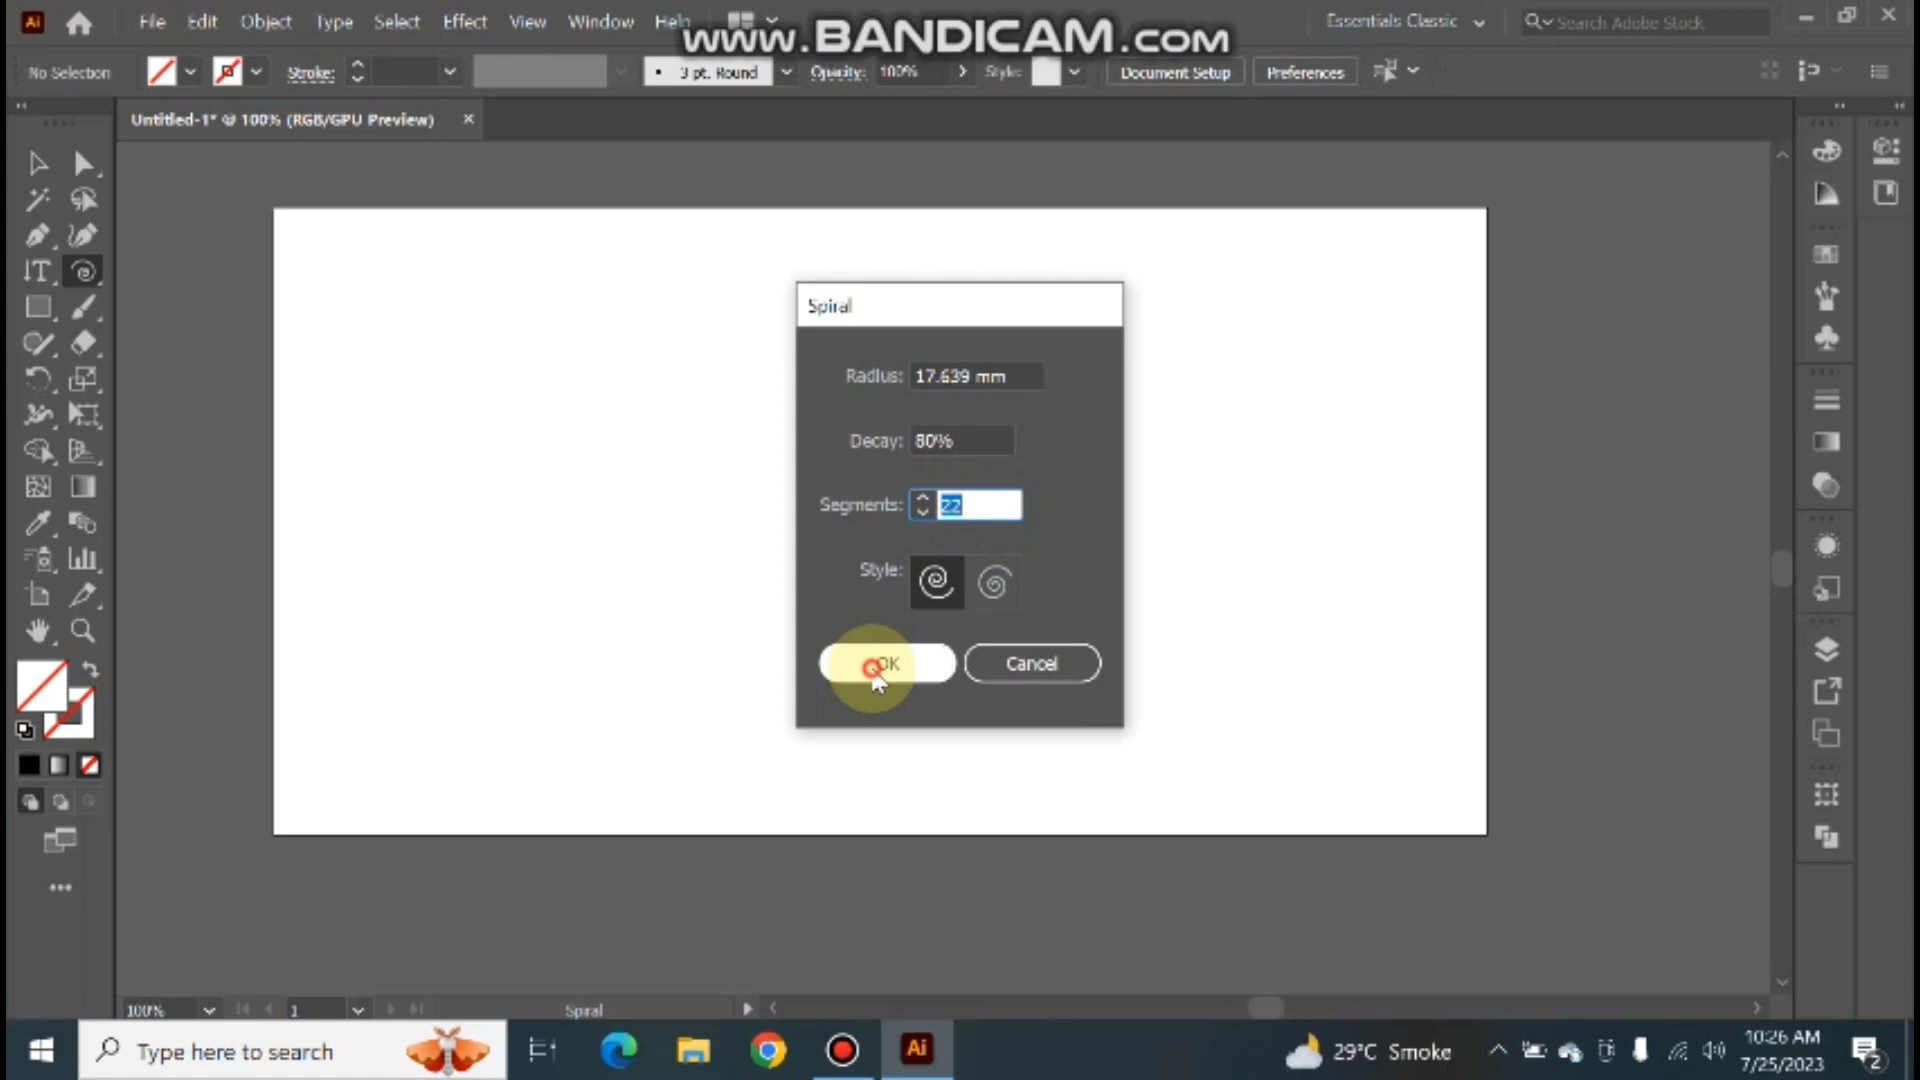 Ai File Edit Object Type Select Effect View Window Help Essentials Classic Search Adobe Stock
www.BANDICAM.com
No Selection Stroke: 3 pt. Round Opacity: 100% Style: Document Setup Preferences
Untitled-1* @ 100% (RGB/GPU Preview) ×
Spiral
Radius: 17.639 mm
Decay: 80%
Segments: 22
Style:
OK Cancel
100% 1 Spiral
Type here to search Ai 29°C Smoke 10:26 AM
7/25/2023 2